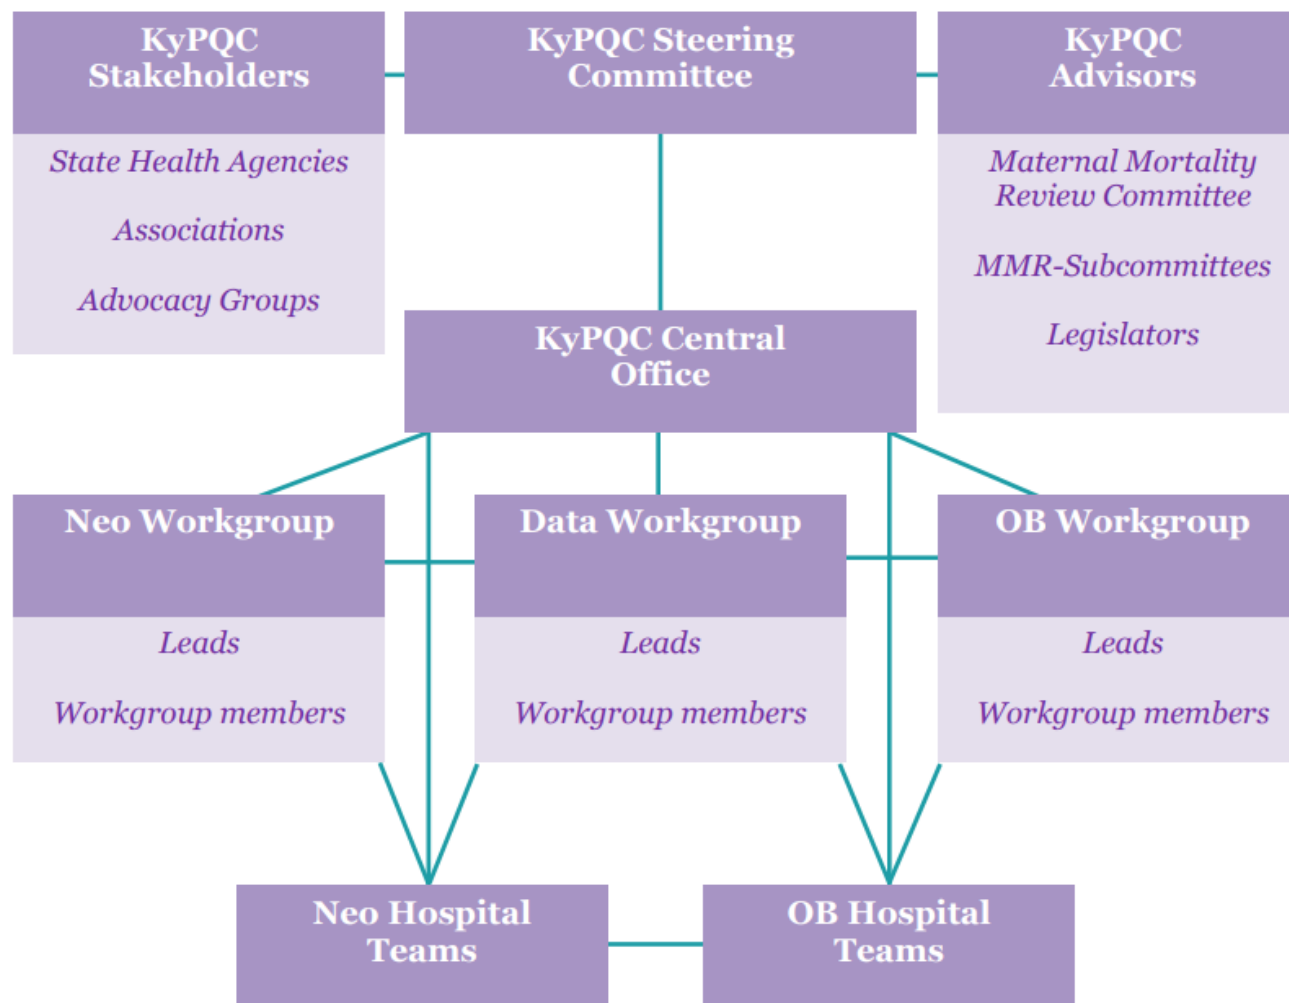 KyPQC
Stakeholders
State Health Agencies
Associations
Advocacy Groups
KyPQC Steering
Committee
KyPQC
Advisors
Maternal Mortality
Review Committee
MMR-Subcommittees
Legislators
KyPQC Central
Office
Neo Workgroup
Leads
Workgroup members
Data Workgroup
Leads
Workgroup members
OB Workgroup
Leads
Workgroup members
Neo Hospital
Teams
OB Hospital
Teams